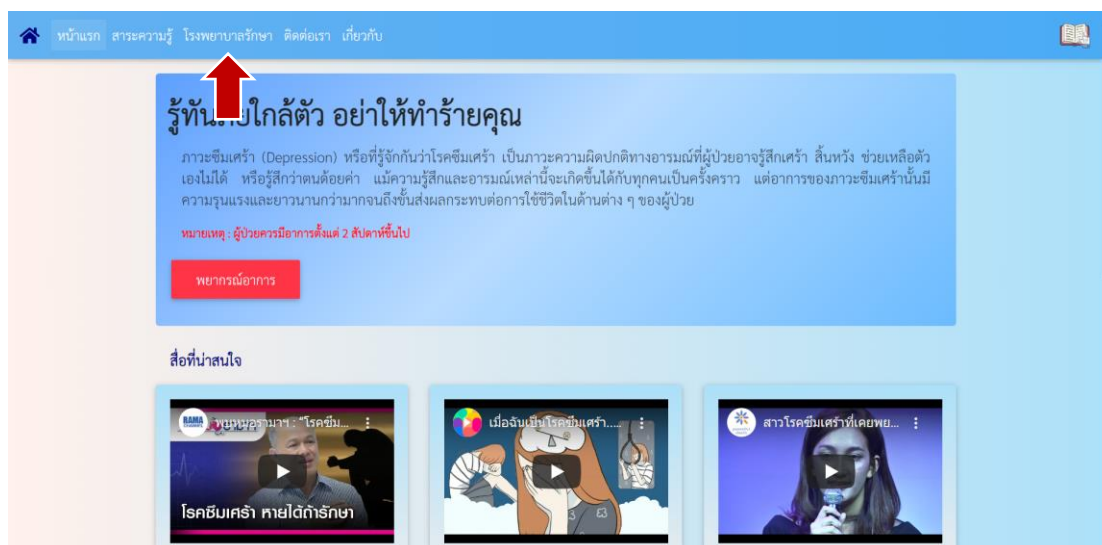 หน้าแรก สาระความรู้ โรงพยาบาลรักษา ติดต่อเรา เกี่ยวกับ
รู้ทันภัยใกล้ตัว อย่าให้ทำร้ายคุณ
ภาวะซึมเศร้า (Depression) หรือที่รู้จักกันว่าโรคซึมเศร้า เป็นภาวะความผิดปกติทางอารมณ์ที่ผู้ป่วยอาจรู้สึกเศร้า สิ้นหวัง ช่วยเหลือตัว
เองไม่ได้ หรือรู้สึกว่าตนด้อยค่า แม้ความรู้สึกและอารมณ์เหล่านี้จะเกิดขึ้นได้กับทุกคนเป็นครั้งคราว แต่อาการของภาวะซึมเศร้านั้นมี
ความรุนแรงและยาวนานกว่ามากจนถึงขั้นส่งผลกระทบต่อการใช้ชีวิตในด้านต่าง ๆ ของผู้ป่วย
หมายเหตุ : ผู้ป่วยควรมีอาการตั้งแต่ 2 สัปดาห์ขึ้นไป
พยากรณ์อาการ
สื่อที่น่าสนใจ
RAMA
พบหมอรามาฯ : "โรคซึม...
โรคซึมเศร้า หายได้ถ้ารักษา
เมื่อฉันเป็นโรคซึมเศร้า....
สาวโรคซึมเศร้าที่เคยพย...